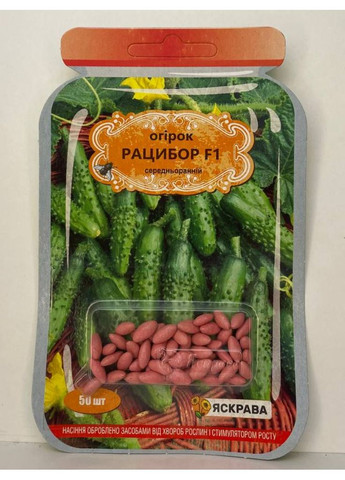 огірок
РАЦИБОР F1
середньоранній
50 шт
ЯСКРАВА
НАСІННЯ ОБРОБЛЕНО ЗАСОБАМИ ВІД ХВОРОБ РОСЛИН І СТИМУЛЯТОРОМ РОСТУ